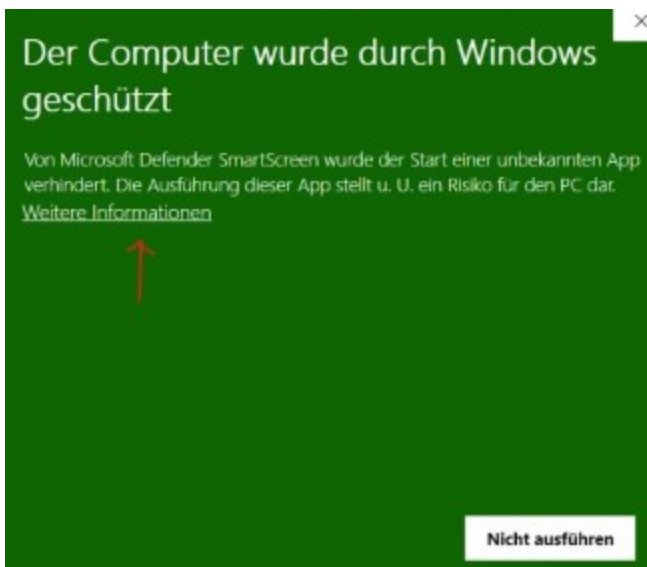 Der Computer wurde durch Windows
geschützt
Von Microsoft Defender SmartScreen wurde der Start einer unbekannten App
verhindert. Die Ausführung dieser App stellt u. U. ein Risiko für den PC dar.
Weitere Informationen
Nicht ausführen